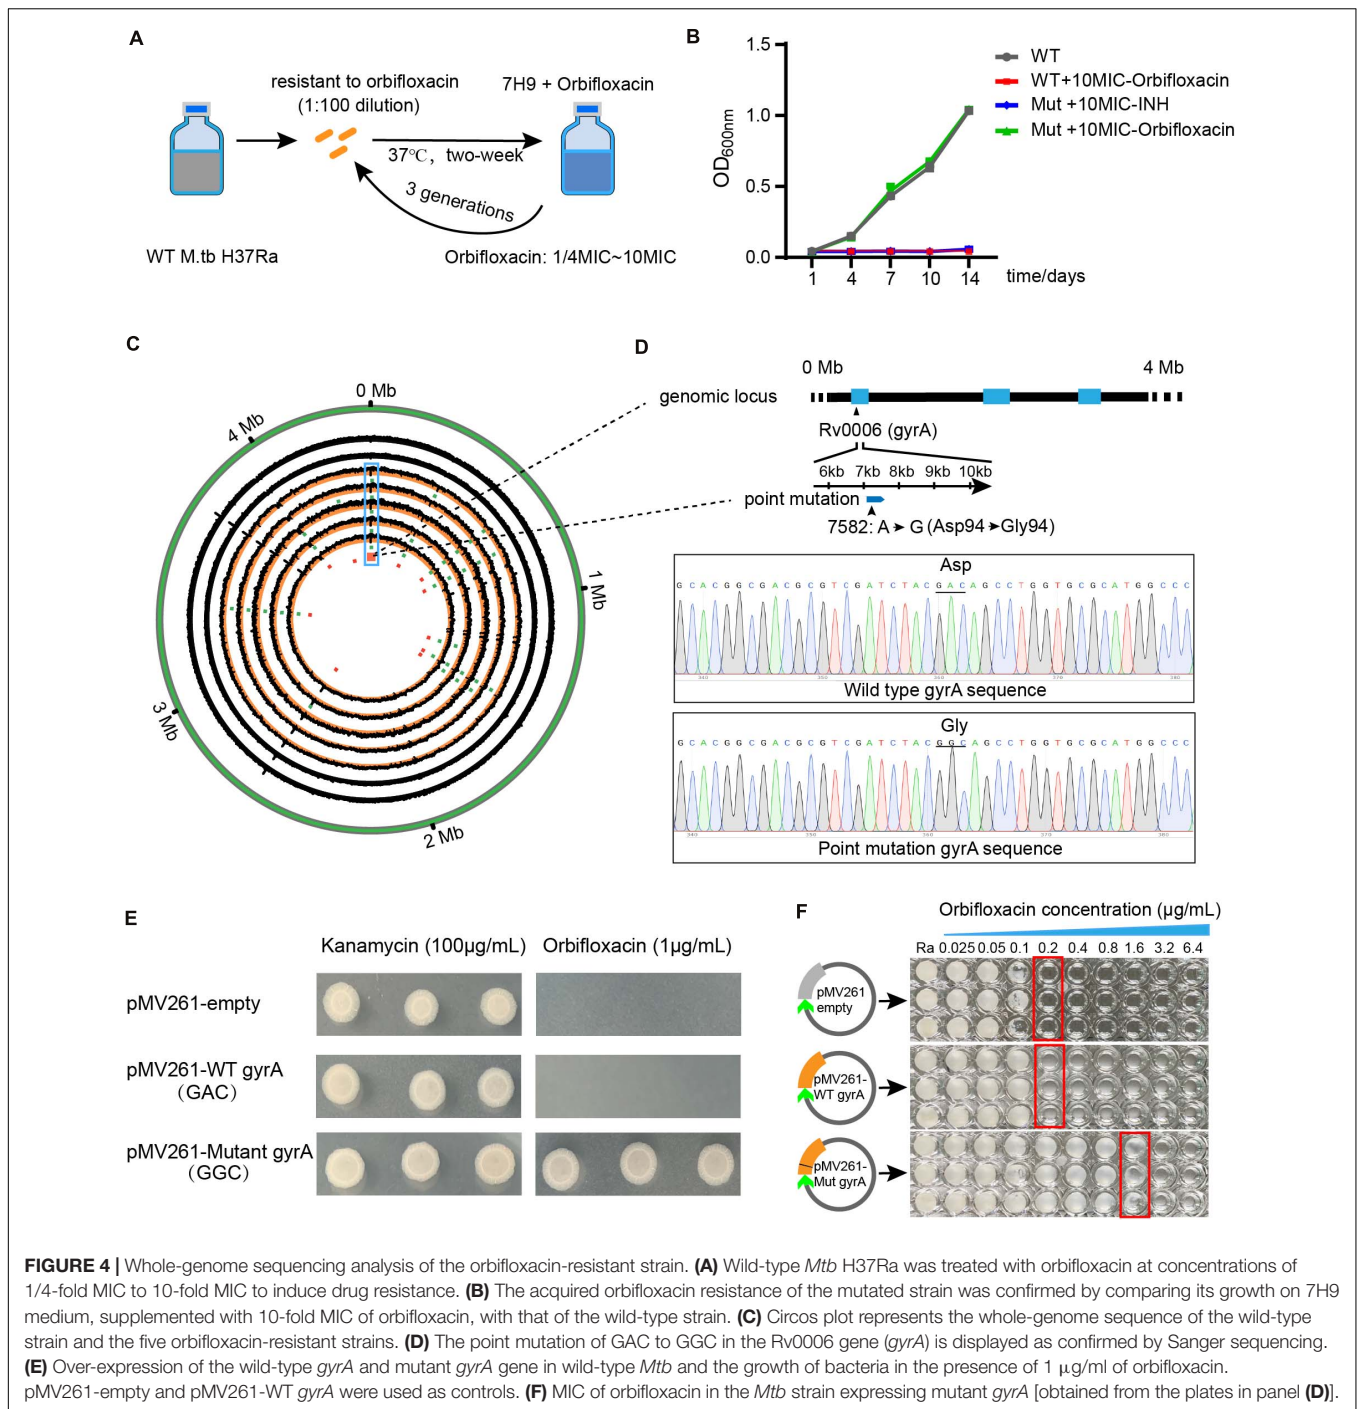 A
resistant to orbifloxacin
(1:100 dilution)
7H9 + Orbifloxacin
37℃, two-week
3 generations
WT M.tb H37Ra
Orbifloxacin: 1/4MIC~10MIC
B
1.5
1.0
0.5
0.0
OD600nm
1 4 7 10 14
time/days
WT
WT+10MIC-Orbifloxacin
Mut +10MIC-INH
Mut +10MIC-Orbifloxacin
C
0 Mb
1 Mb
2 Mb
3 Mb
4 Mb
D
0 Mb 4 Mb
genomic locus
Rv0006 (gyrA)
6kb 7kb 8kb 9kb 10kb
point mutation
7582: A G (Asp94 Gly94)
Asp
G C A C G G C G A C G C G T C G A T C T A C G A C A G C C T G G T G C G C A T G G C C C
340 350 360 370 380
Wild type gyrA sequence
Gly
G C A C G G C G A C G C G T C G A T C T A C G G C A G C C T G G T G C G C A T G G C C C
340 350 360 370 380
Point mutation gyrA sequence
E
Kanamycin (100μg/mL) Orbifloxacin (1μg/mL)
pMV261-empty
pMV261-WT gyrA
(GAC)
pMV261-Mutant gyrA
(GGC)
F
Orbifloxacin concentration (μg/mL)
Ra 0.025 0.05 0.1 0.2 0.4 0.8 1.6 3.2 6.4
pMV261
empty
pMV261-
WT gyrA
pMV261-
Mut gyrA
FIGURE 4 | Whole-genome sequencing analysis of the orbifloxacin-resistant strain. (A) Wild-type Mtb H37Ra was treated with orbifloxacin at concentrations of
1/4-fold MIC to 10-fold MIC to induce drug resistance. (B) The acquired orbifloxacin resistance of the mutated strain was confirmed by comparing its growth on 7H9
medium, supplemented with 10-fold MIC of orbifloxacin, with that of the wild-type strain. (C) Circos plot represents the whole-genome sequence of the wild-type
strain and the five orbifloxacin-resistant strains. (D) The point mutation of GAC to GGC in the Rv0006 gene (gyrA) is displayed as confirmed by Sanger sequencing.
(E) Over-expression of the wild-type gyrA and mutant gyrA gene in wild-type Mtb and the growth of bacteria in the presence of 1 μg/ml of orbifloxacin.
pMV261-empty and pMV261-WT gyrA were used as controls. (F) MIC of orbifloxacin in the Mtb strain expressing mutant gyrA [obtained from the plates in panel (D)].